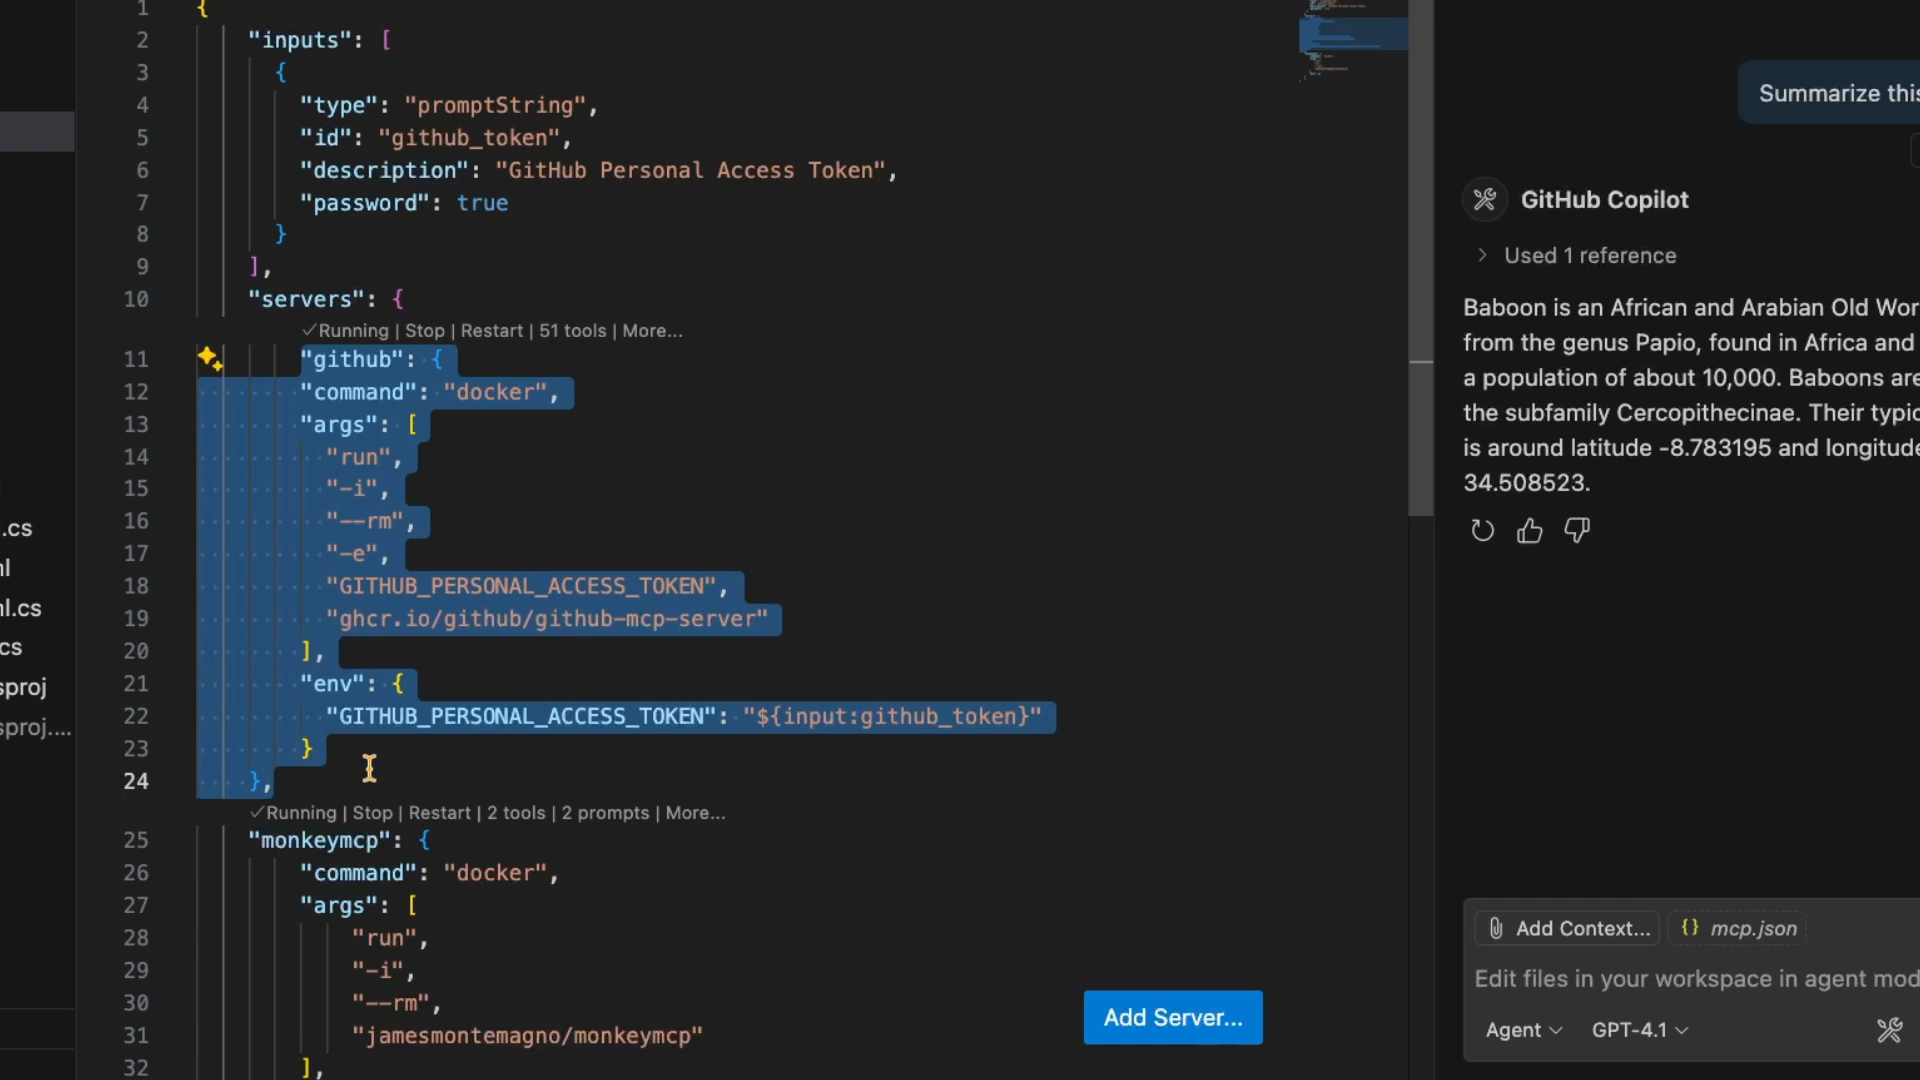 1 {
2 "inputs": [
3 {
4 "type": "promptString",
5 "id": "github_token",
6 "description": "GitHub Personal Access Token",
7 "password": true
8 }
9 ],
10 "servers": {
✓Running | Stop | Restart | 51 tools | More...
11 "github": {
12 "command": "docker",
13 "args": [
14 "run",
15 "-i",
16 "--rm",
17 "-e",
18 "GITHUB_PERSONAL_ACCESS_TOKEN",
19 "ghcr.io/github/github-mcp-server"
20 ],
21 "env": {
22 "GITHUB_PERSONAL_ACCESS_TOKEN": "${input:github_token}"
23 }
24 },
✓Running | Stop | Restart | 2 tools | 2 prompts | More...
25 "monkeymcp": {
26 "command": "docker",
27 "args": [
28 "run",
29 "-i",
30 "--rm",
31 "jamesmontemagno/monkeymcp"
32 ],
Add Server...
.cs
sproj
sproj....
Summarize this
GitHub Copilot
Used 1 reference
Baboon is an African and Arabian Old Wor
from the genus Papio, found in Africa and
a population of about 10,000. Baboons are
the subfamily Cercopithecinae. Their typic
is around latitude -8.783195 and longitude
34.508523.
Add Context...
{} mcp.json
Edit files in your workspace in agent mod
Agent
GPT-4.1